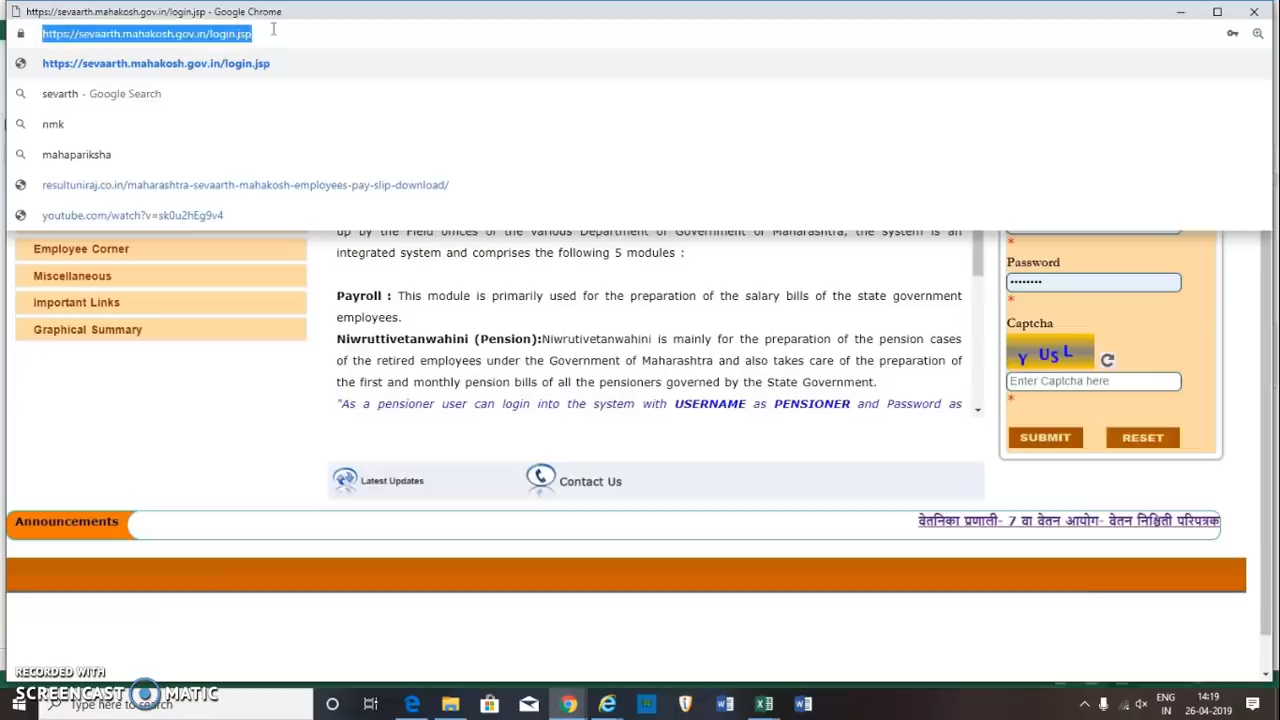 https://sevaarth.mahakosh.gov.in/login.jsp - Google Chrome
https://sevaarth.mahakosh.gov.in/login.jsp
https://sevaarth.mahakosh.gov.in/login.jsp
sevarth - Google Search
nmk
mahapariksha
resultuniraj.co.in/maharashtra-sevaarth-mahakosh-employees-pay-slip-download/
youtube.com/watch?v=sk0u2hEg9v4
up by the Field offices of the various Department of Government of Maharashtra, the system is an
integrated system and comprises the following 5 modules :
Payroll : This module is primarily used for the preparation of the salary bills of the state government
employees.
Niwruttivetanwahini (Pension):Niwrutivetanwahini is mainly for the preparation of the pension cases
of the retired employees under the Government of Maharashtra and also takes care of the preparation of
the first and monthly pension bills of all the pensioners governed by the State Government.
"As a pensioner user can login into the system with USERNAME as PENSIONER and Password as
Employee Corner
Miscellaneous
Important Links
Graphical Summary
*
Password
••••••••
*
Captcha
Y USL
Enter Captcha here
*
SUBMIT RESET
Latest Updates
Contact Us
Announcements
वेतनिका प्रणाली- 7 वा वेतन आयोग- वेतन निश्चिती परिपत्रक
RECORDED WITH
SCREENCAST MATIC
Type here to search
ENG
IN
14:19
26-04-2019